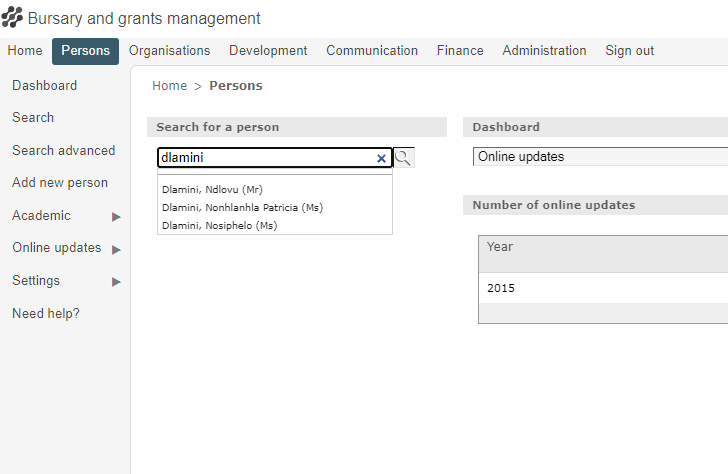 Bursary and grants management
Home Persons Organisations Development Communication Finance Administration Sign out
Dashboard
Search
Search advanced
Add new person
Academic
Online updates
Settings
Need help?
Home > Persons
Search for a person
dlamini
Dlamini, Ndlovu (Mr)
Dlamini, Nonhlanhla Patricia (Ms)
Dlamini, Nosiphelo (Ms)
Dashboard
Online updates
Number of online updates
Year
2015